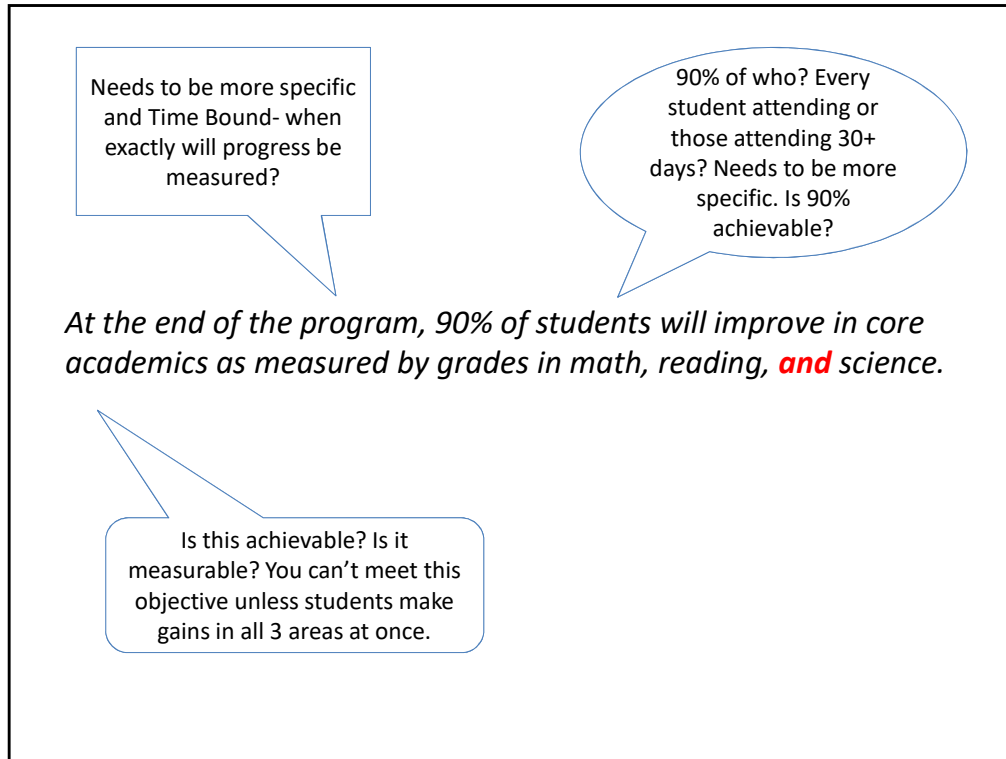 Needs to be more specific
and Time Bound- when
exactly will progress be
measured?
90% of who? Every
student attending or
those attending 30+
days? Needs to be more
specific. Is 90%
achievable?
At the end of the program, 90% of students will improve in core
academics as measured by grades in math, reading, and science.
Is this achievable? Is it
measurable? You can’t meet this
objective unless students make
gains in all 3 areas at once.